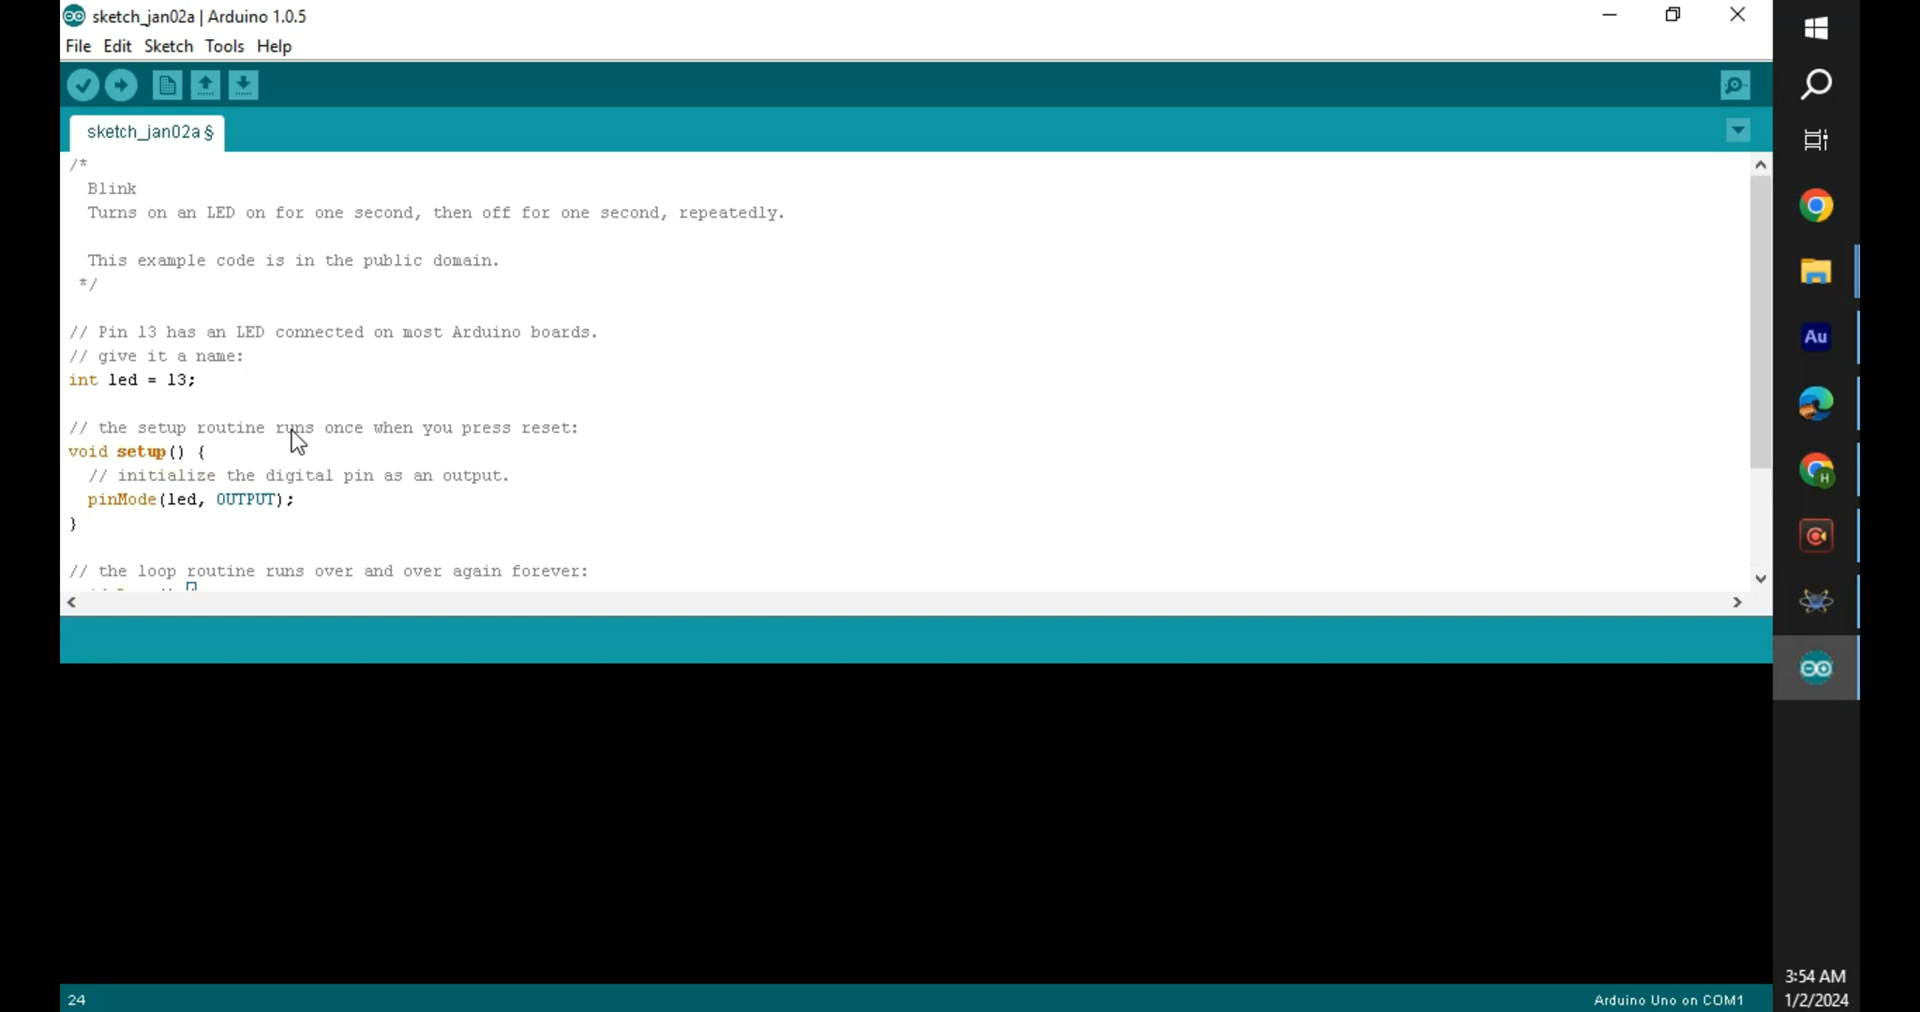 sketch_jan02a | Arduino 1.0.5
File Edit Sketch Tools Help
sketch_jan02a §
/*
Blink
Turns on an LED on for one second, then off for one second, repeatedly.
This example code is in the public domain.
*/
// Pin 13 has an LED connected on most Arduino boards.
// give it a name:
int led = 13;
// the setup routine runs once when you press reset:
void setup() {
// initialize the digital pin as an output.
pinMode(led, OUTPUT);
}
// the loop routine runs over and over again forever:
24
Arduino Uno on COM1
Au
H
3:54 AM
1/2/2024